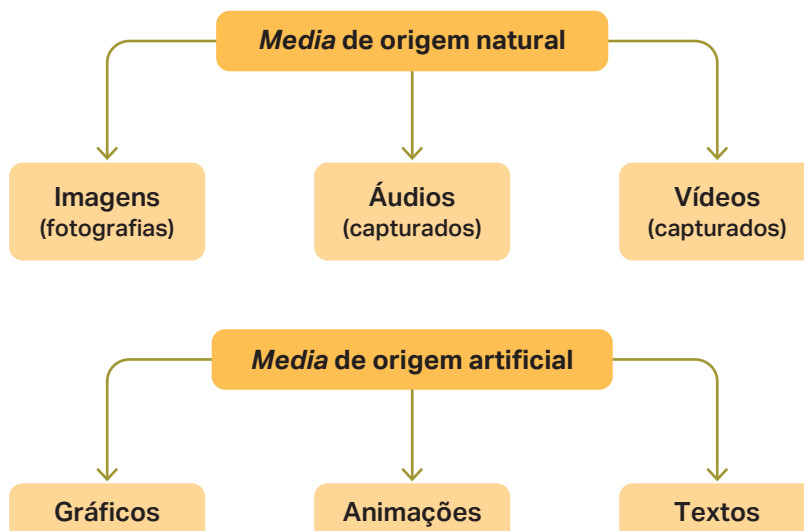 Media de origem natural
Imagens
(fotografias)
Áudios
(capturados)
Vídeos
(capturados)
Media de origem artificial
Gráficos
Animações
Textos